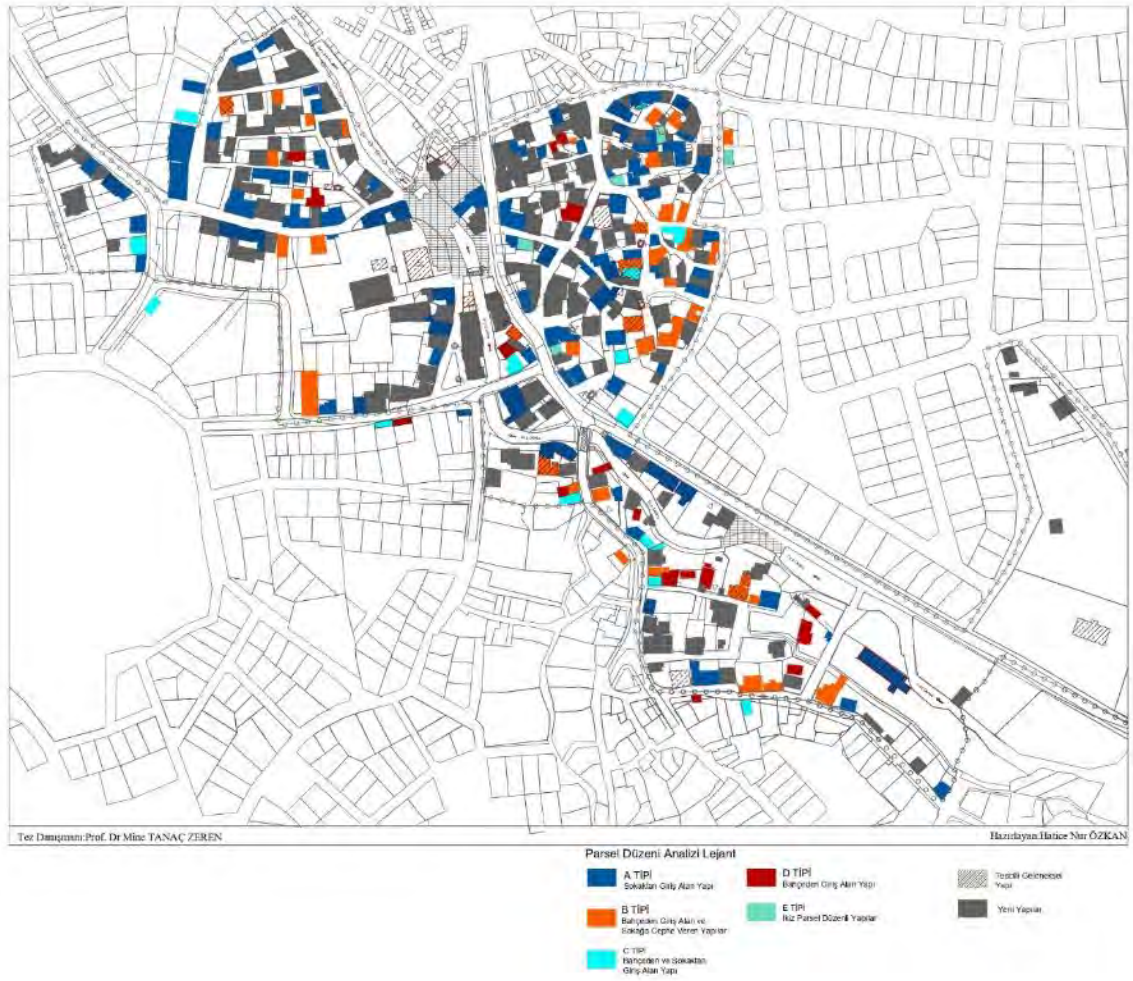 Tez Danışmanı:Prof. Dr Mine TANAÇ ZEREN
Hazırlayan:Hatice Nur ÖZKAN
Parsel Düzeni Analizi Lejant
A TİPİ
Sokaktan Giriş Alan Yapı
B TİPİ
Bahçeden Giriş Alan ve
Sokağa Cephe Veren Yapılar
C TİPİ
Bahçeden ve Sokaktan
Giriş Alan Yapı
D TİPİ
Bahçeden Giriş Alan Yapı
E TİPİ
İkiz Parsel Düzenli Yapılar
Tescilli Geleneksel
Yapı
Yeni Yapılar